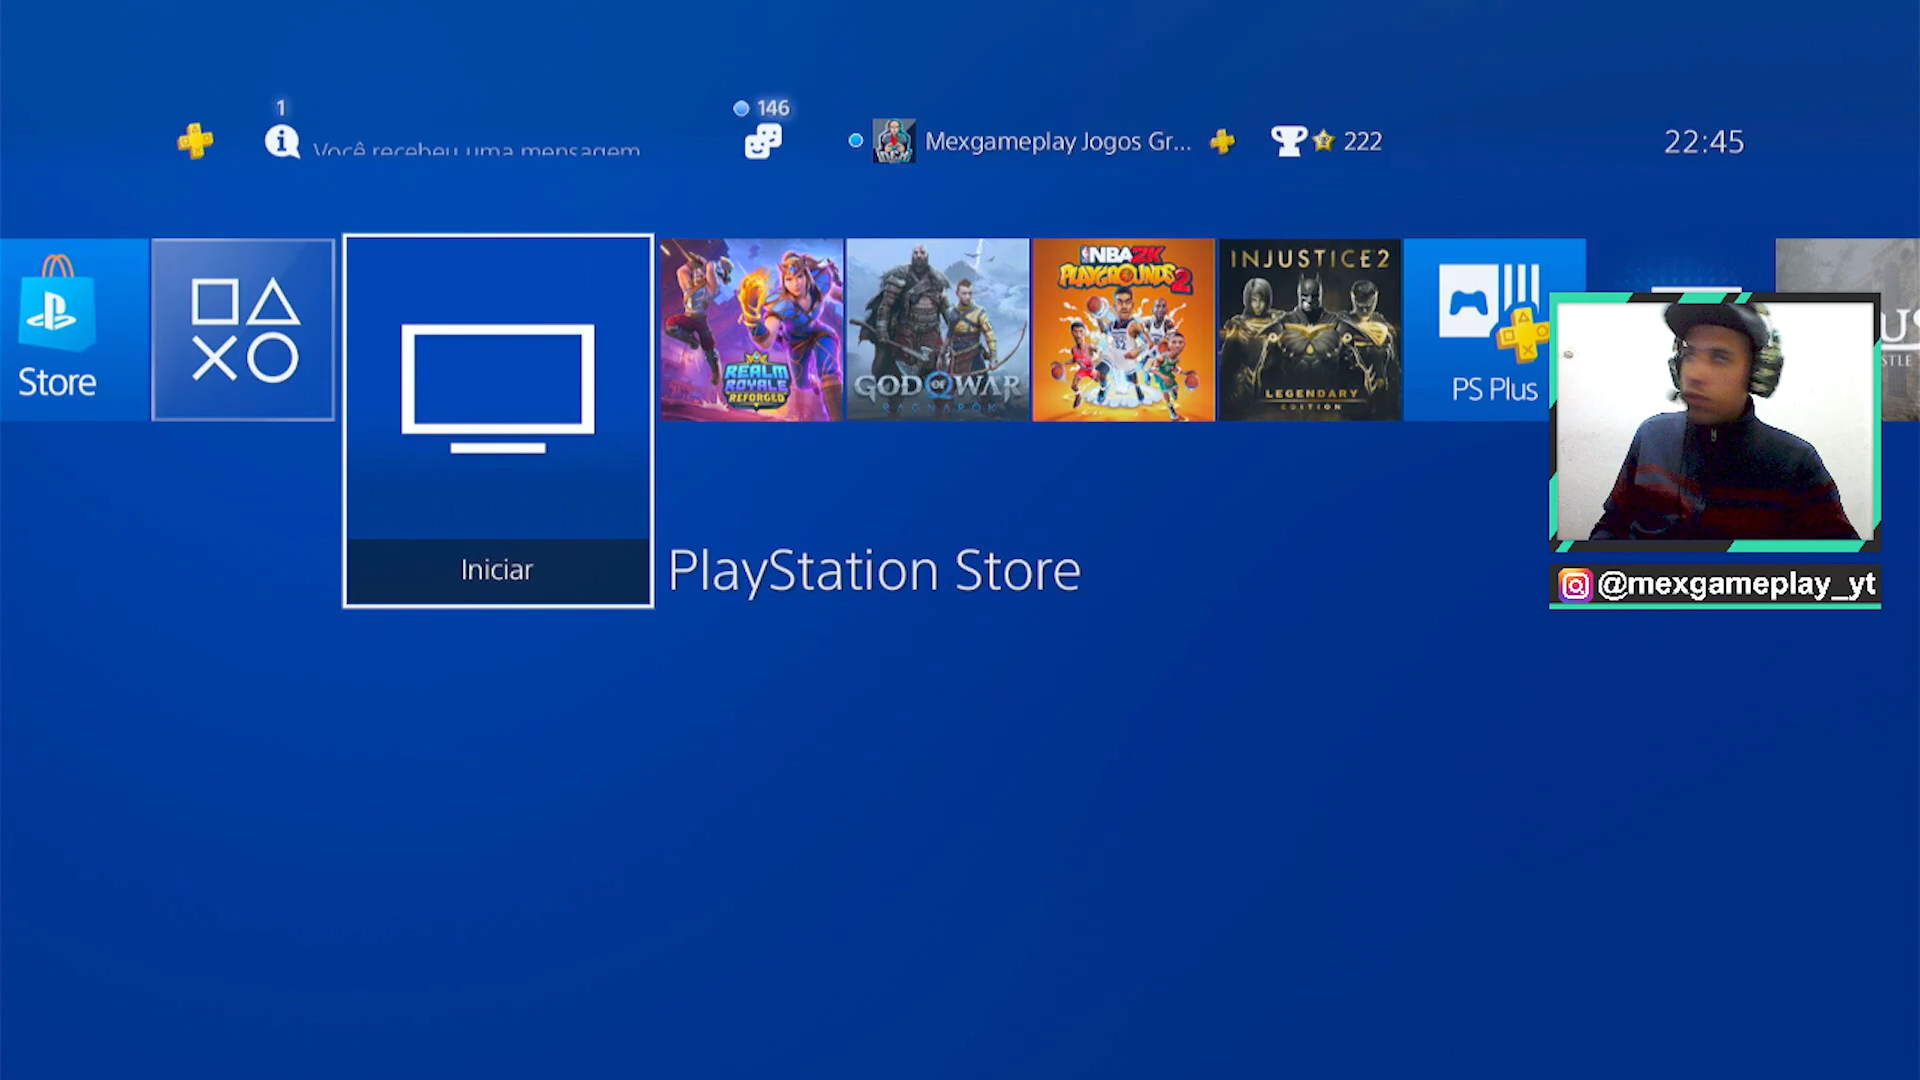 1
Você recebeu uma mensagem
146
Mexgameplay Jogos Gr...
222
22:45
Store
REALM
ROYALE
REFORGED
GOD OF WAR
RAGNARÖK
NBA 2K
PLAYGROUNDS 2
INJUSTICE 2
LEGENDARY
EDITION
PS Plus
Iniciar
PlayStation Store
@mexgameplay_yt